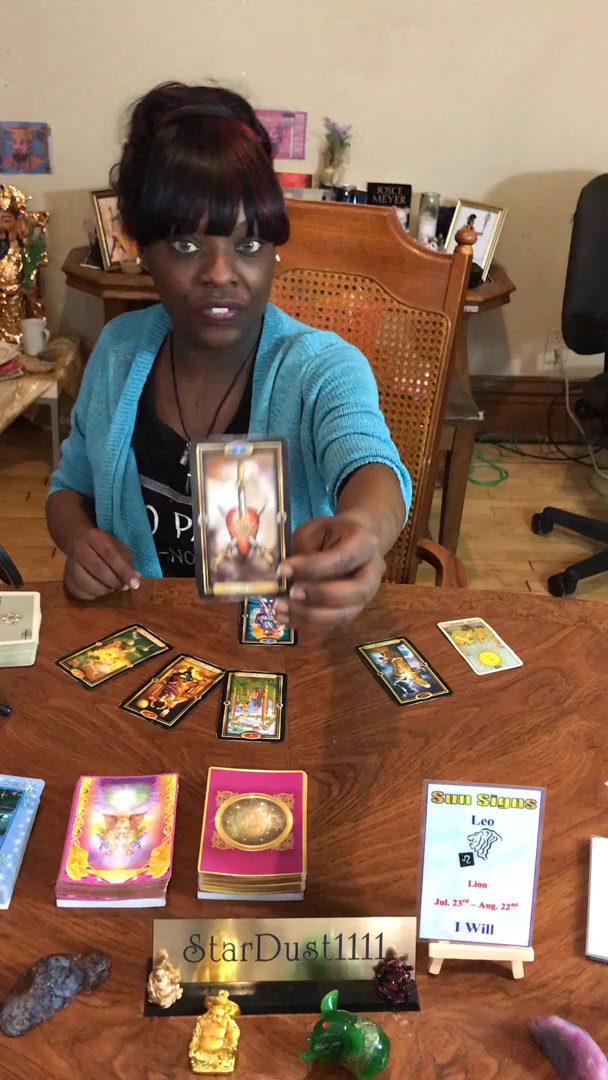 JOYCE
MEYER
Sun Signs
Leo
Lion
Jul. 23rd – Aug. 22nd
I Will
StarDust1111